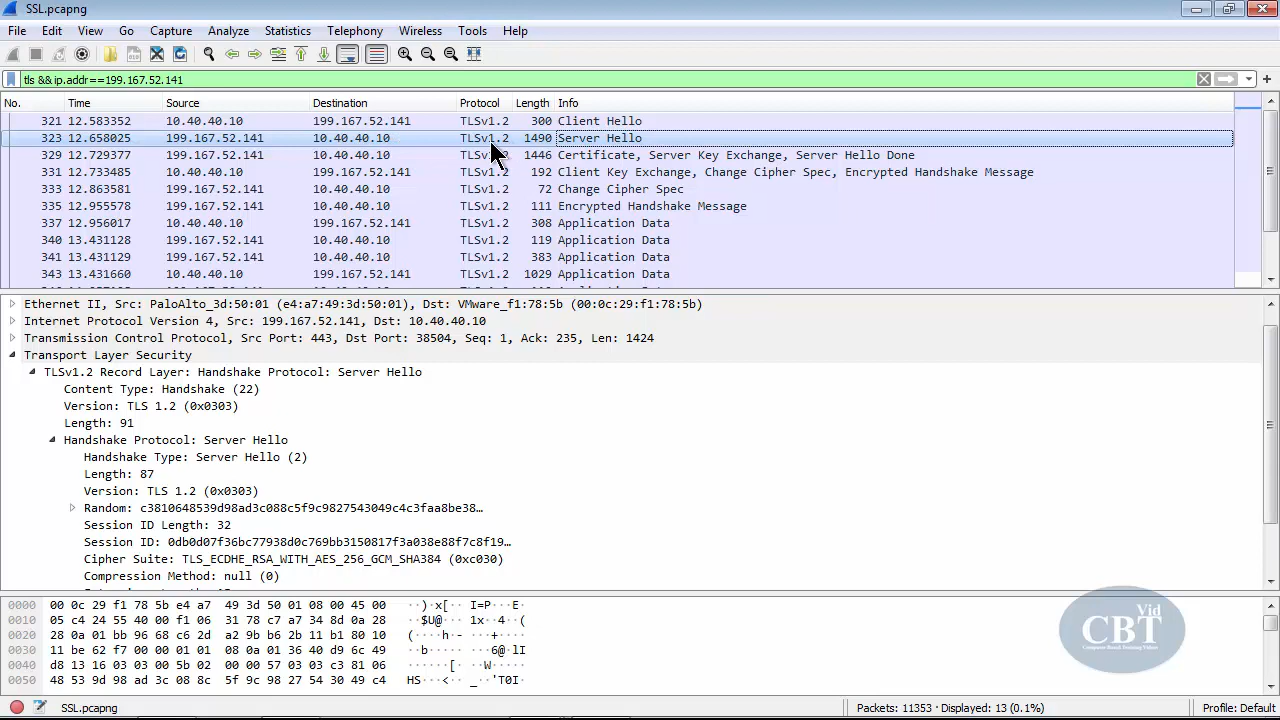 SSL.pcapng
File Edit View Go Capture Analyze Statistics Telephony Wireless Tools Help
tls && ip.addr==199.167.52.141
No. Time Source Destination Protocol Length Info
321 12.583352 10.40.40.10 199.167.52.141 TLSv1.2 300 Client Hello
323 12.658025 199.167.52.141 10.40.40.10 TLSv1.2 1490 Server Hello
329 12.729377 199.167.52.141 10.40.40.10 1446 Certificate, Server Key Exchange, Server Hello Done
331 12.733485 10.40.40.10 199.167.52.141 TLSv1.2 192 Client Key Exchange, Change Cipher Spec, Encrypted Handshake Message
333 12.863581 199.167.52.141 10.40.40.10 TLSv1.2 72 Change Cipher Spec
335 12.955578 199.167.52.141 10.40.40.10 TLSv1.2 111 Encrypted Handshake Message
337 12.956017 10.40.40.10 199.167.52.141 TLSv1.2 308 Application Data
340 13.431128 199.167.52.141 10.40.40.10 TLSv1.2 119 Application Data
341 13.431129 199.167.52.141 10.40.40.10 TLSv1.2 383 Application Data
343 13.431660 10.40.40.10 199.167.52.141 TLSv1.2 1029 Application Data
Ethernet II, Src: PaloAlto_3d:50:01 (e4:a7:49:3d:50:01), Dst: VMware_f1:78:5b (00:0c:29:f1:78:5b)
Internet Protocol Version 4, Src: 199.167.52.141, Dst: 10.40.40.10
Transmission Control Protocol, Src Port: 443, Dst Port: 38504, Seq: 1, Ack: 235, Len: 1424
Transport Layer Security
TLSv1.2 Record Layer: Handshake Protocol: Server Hello
Content Type: Handshake (22)
Version: TLS 1.2 (0x0303)
Length: 91
Handshake Protocol: Server Hello
Handshake Type: Server Hello (2)
Length: 87
Version: TLS 1.2 (0x0303)
Random: c3810648539d98ad3c088c5f9c9827543049c4c3faa8be38…
Session ID Length: 32
Session ID: 0db0d07f36bc77938d0c769bb3150817f3a038e88f7c8f19…
Cipher Suite: TLS_ECDHE_RSA_WITH_AES_256_GCM_SHA384 (0xc030)
Compression Method: null (0)
0000 00 0c 29 f1 78 5b e4 a7 49 3d 50 01 08 00 45 00 ··)·x[·· I=P···E·
0010 05 c4 24 55 40 00 f1 06 31 78 c7 a7 34 8d 0a 28 ··$U@··· 1x··4··(
0020 28 0a 01 bb 96 68 c6 2d a2 9b b6 2b 11 b1 80 10 (····h·- ···+····
0030 11 be 62 f7 00 00 01 01 08 0a 01 36 40 d9 6c 49 ··b····· ···6@·lI
0040 d8 13 16 03 03 00 5b 02 00 00 57 03 03 c3 81 06 ······[· ··W·····
0050 48 53 9d 98 ad 3c 08 8c 5f 9c 98 27 54 30 49 c4 HS···<·· _··'T0I·
CBT Vid
Computer Based Training Videos
SSL.pcapng Packets: 11353 · Displayed: 13 (0.1%) Profile: Default